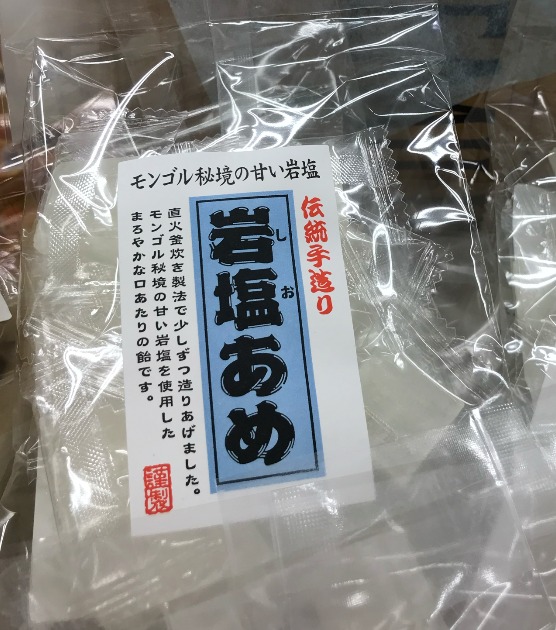 モンゴル秘境の甘い岩塩
伝統手造り
岩塩あめ
しお
直火釜炊き製法で少しずつ造りあげました。
モンゴル秘境の甘い岩塩を使用した
まろやかな口あたりの飴です。
謹製